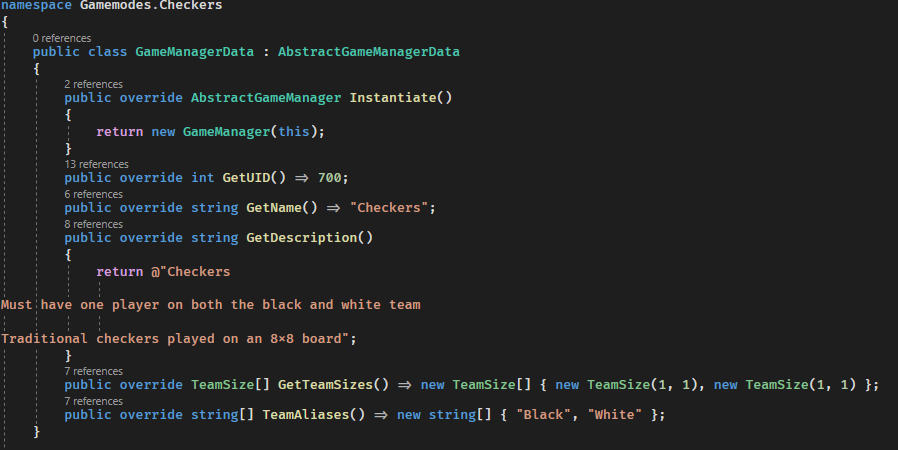 namespace Gamemodes.Checkers
{
0 references
public class GameManagerData : AbstractGameManagerData
{
2 references
public override AbstractGameManager Instantiate()
{
return new GameManager(this);
}
13 references
public override int GetUID() => 700;
6 references
public override string GetName() => "Checkers";
8 references
public override string GetDescription()
{
return @"Checkers
Must have one player on both the black and white team
Traditional checkers played on an 8×8 board";
}
7 references
public override TeamSize[] GetTeamSizes() => new TeamSize[] { new TeamSize(1, 1), new TeamSize(1, 1) };
7 references
public override string[] TeamAliases() => new string[] { "Black", "White" };
}